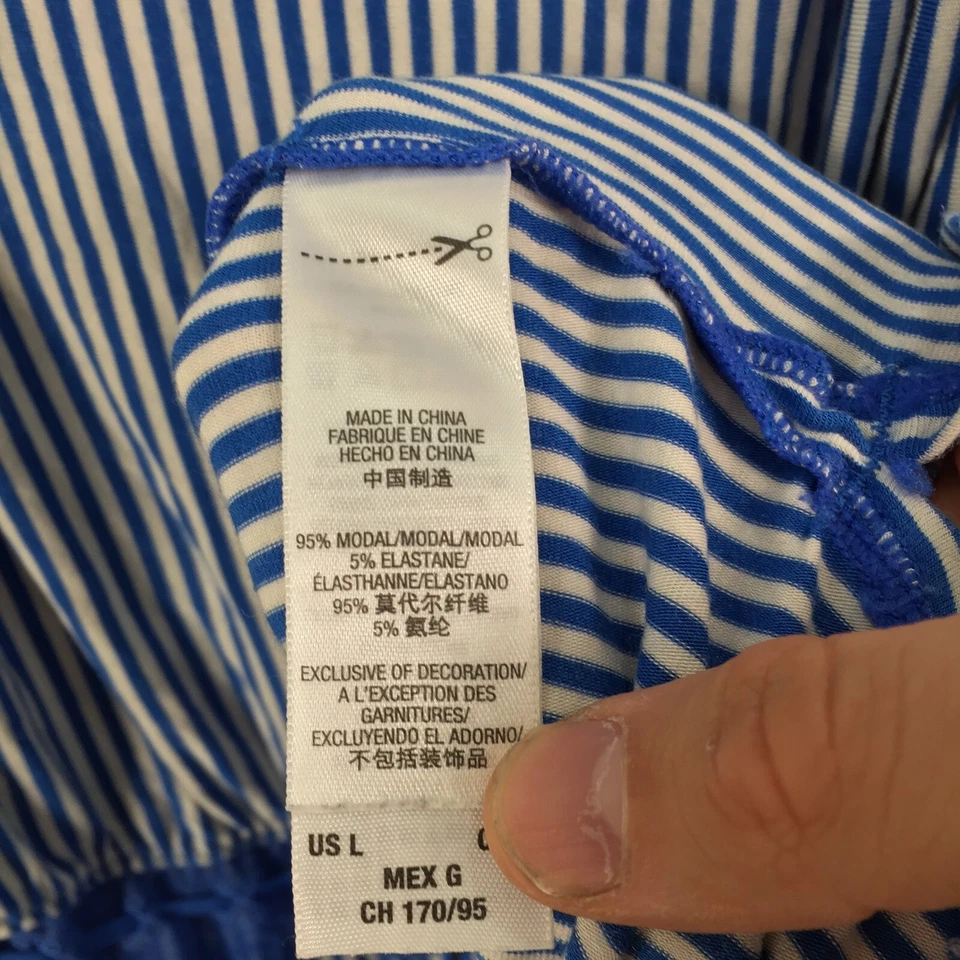 MADE IN CHINA
FABRIQUE EN CHINE
HECHO EN CHINA
中国制造
95% MODAL/MODAL/MODAL
5% ELASTANE/
ÉLASTHANNE/ELASTANO
95% 莫代尔纤维
5% 氨纶
EXCLUSIVE OF DECORATION/
A L'EXCEPTION DES
GARNITURES/
EXCLUYENDO EL ADORNO/
不包括装饰品
US L
MEX G
CH 170/95